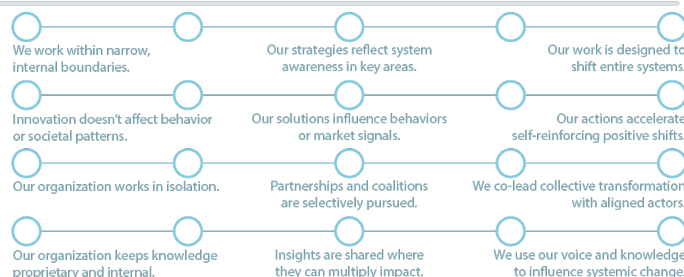 We work within narrow,
internal boundaries.
Our strategies reflect system
awareness in key areas.
Our work is designed to
shift entire systems.
Innovation doesn't affect behavior
or societal patterns.
Our solutions influence behaviors
or market signals.
Our actions accelerate
self-reinforcing positive shifts.
Our organization works in isolation.
Partnerships and coalitions
are selectively pursued.
We co-lead collective transformation
with aligned actors.
Our organization keeps knowledge
proprietary and internal.
Insights are shared where
they can multiply impact.
We use our voice and knowledge
to influence systemic change.